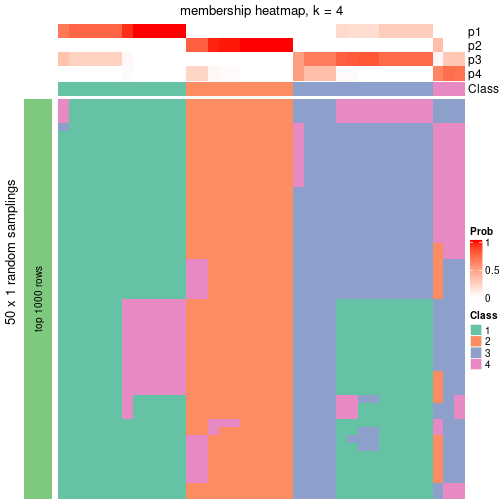 membership heatmap, k = 4
p1
p2
p3
p4
Class
50 x 1 random samplings
top 1000 rows
Prob
1
0.5
0
Class
1
2
3
4